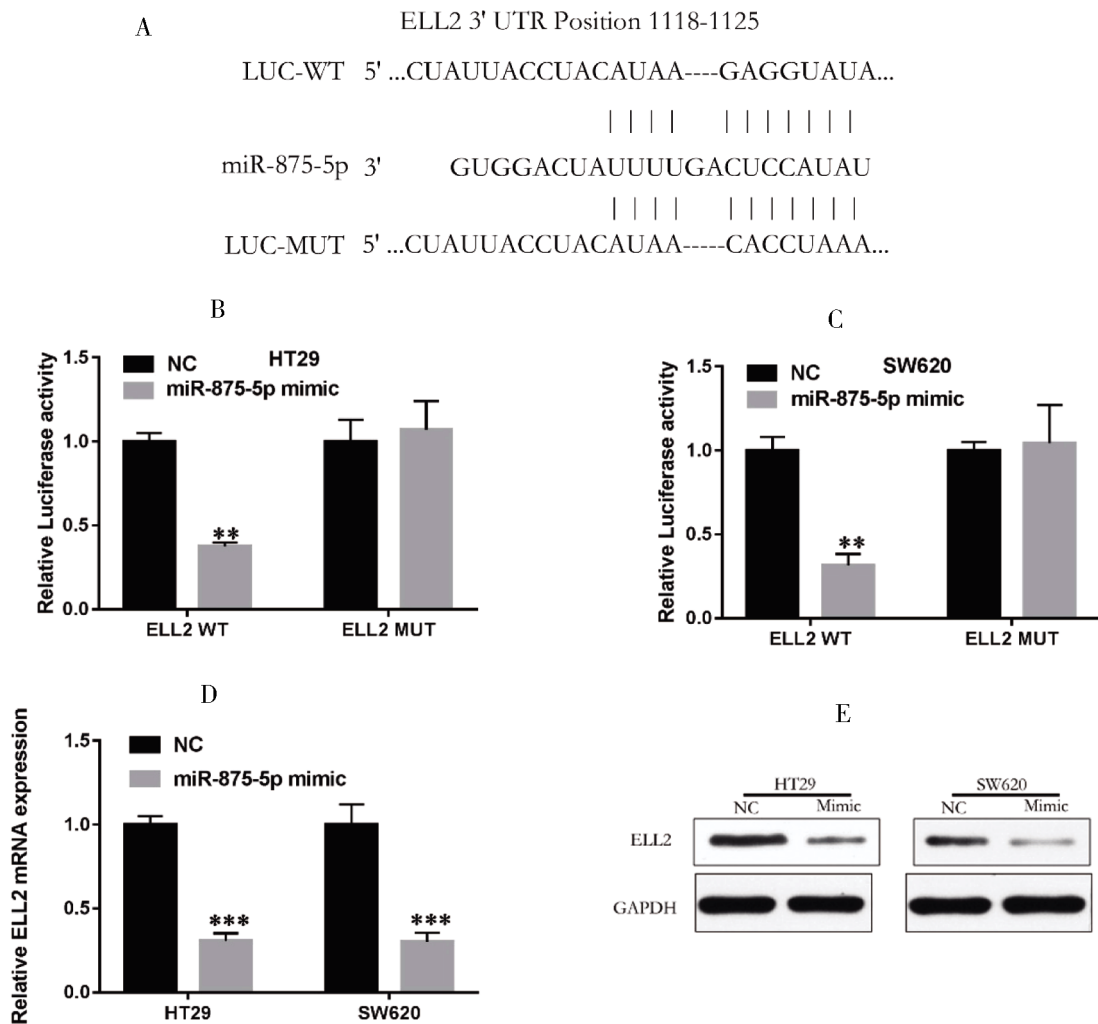 A
ELL2 3' UTR Position 1118-1125
LUC-WT 5' ...CUAUUACCUACAUAA----GAGGUAUA...
miR-875-5p 3' GUGGACUAUUUUGACUCCAUAU
LUC-MUT 5' ...CUAUUACCUACAUAA-----CACCUAAA...
B
NC HT29
miR-875-5p mimic
Relative Luciferase activity
1.5
1.0
0.5
0.0
**
ELL2 WT ELL2 MUT
C
NC SW620
miR-875-5p mimic
Relative Luciferase activity
1.5
1.0
0.5
0.0
**
ELL2 WT ELL2 MUT
D
NC
miR-875-5p mimic
Relative ELL2 mRNA expression
1.5
1.0
0.5
0.0
*** ***
HT29 SW620
E
HT29 SW620
NC Mimic NC Mimic
ELL2
GAPDH